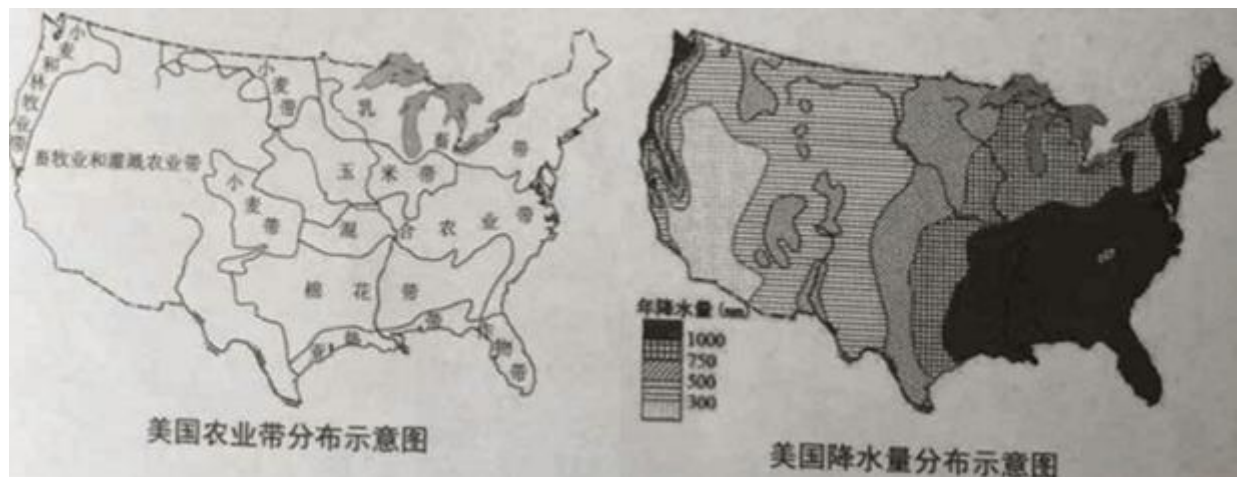 小麦和林牧业带
小麦带
乳畜带
畜牧业和灌溉农业带
玉米带
小麦带
混合农业带
棉花带
亚热带作物带
美国农业带分布示意图
年降水量(mm)
1000
750
500
300
美国降水量分布示意图